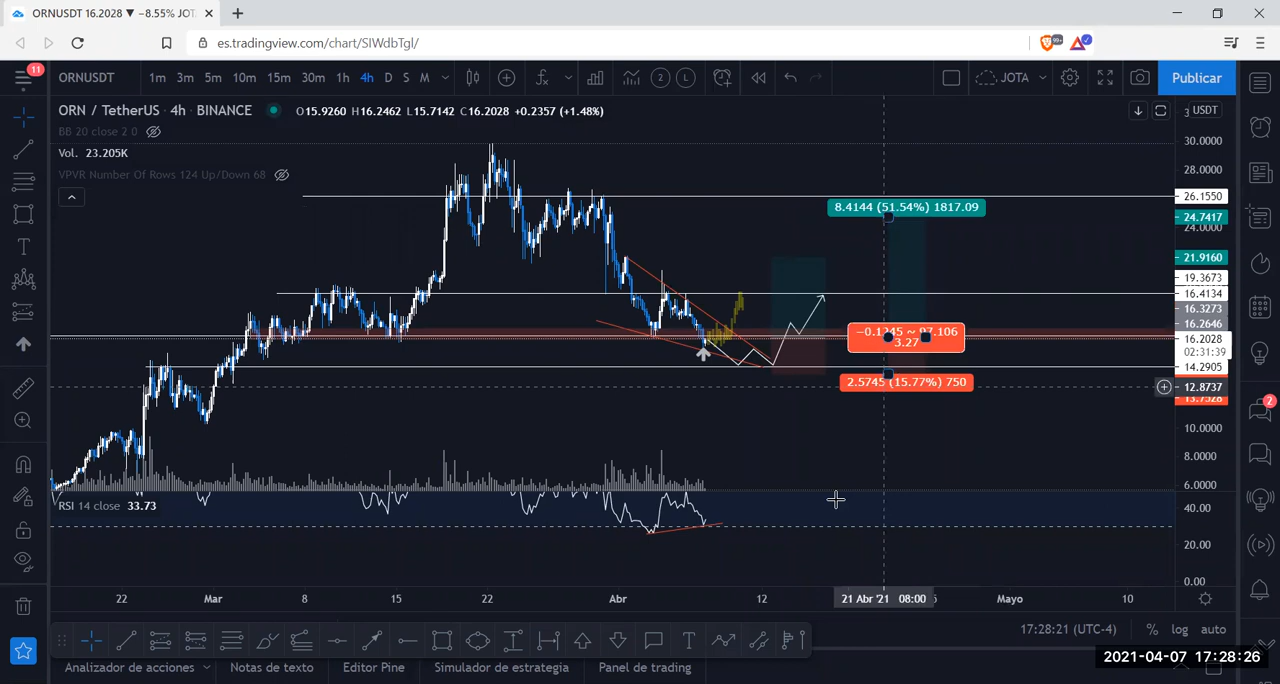 ORNUSDT 16.2028 ▼ −8.55% JOT
es.tradingview.com/chart/SIWdbTgl/
99+
11
ORNUSDT 1m 3m 5m 10m 15m 30m 1h 4h D S M
2 L
JOTA
Publicar
ORN / TetherUS · 4h · BINANCE O15.9260 H16.2462 L15.7142 C16.2028 +0.2357 (+1.48%)
3 USDT
BB 20 close 2 0
Vol. 23.205K
VPVR Number Of Rows 124 Up/Down 68
30.0000
28.0000
26.1550
8.4144 (51.54%) 1817.09
24.7417
24.0000
21.9160
19.3673
16.4134
16.3273
16.2646
−0.1245 ~ 97.106
3.27
16.2028
02:31:39
14.2905
2.5745 (15.77%) 750
12.8737
13.7528
10.0000
8.0000
6.0000
RSI 14 close 33.73
40.00
20.00
0.00
2
22 Mar 8 15 22 Abr 12 21 Abr '21 08:00 Mayo 10
17:28:21 (UTC-4) % log auto
Analizador de acciones Notas de texto Editor Pine Simulador de estrategia Panel de trading
2021-04-07 17:28:26